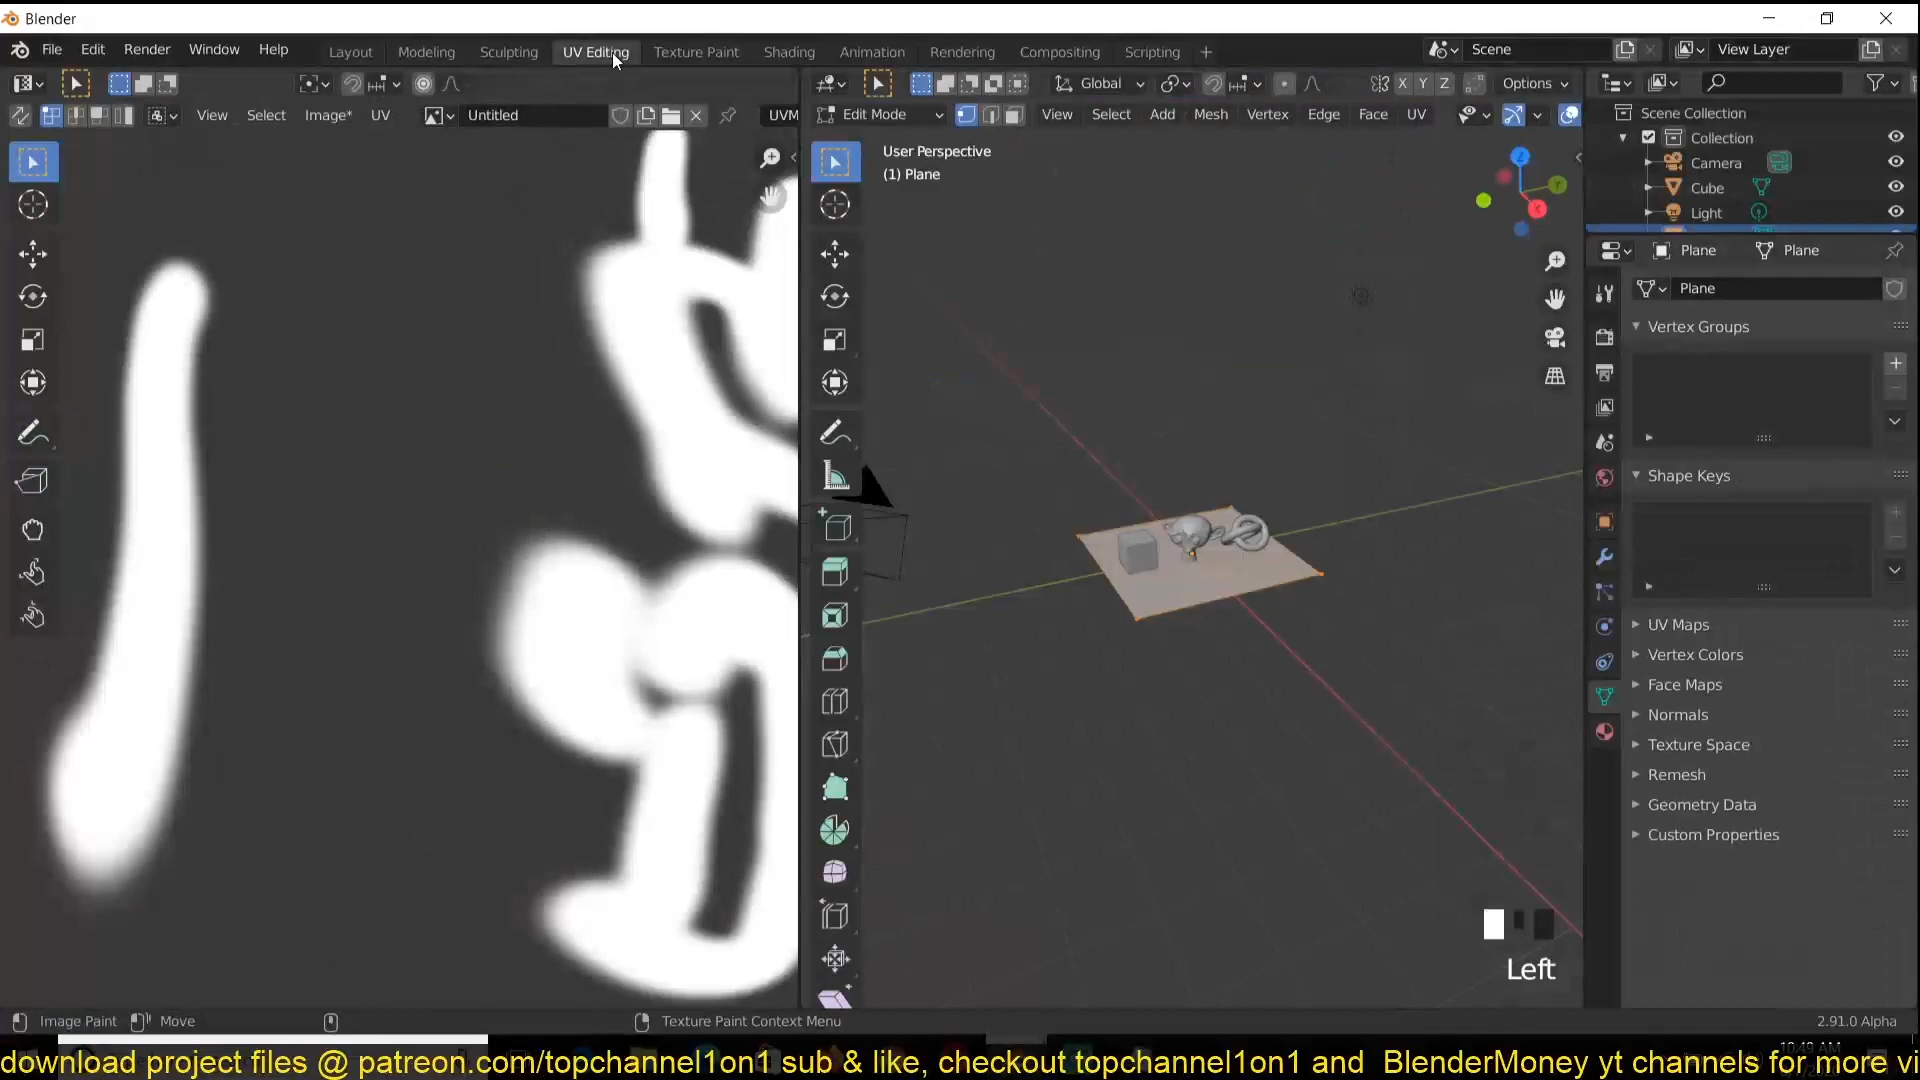 Blender
File Edit Render Window Help Layout Modeling Sculpting UV Editing Texture Paint Shading Animation Rendering Compositing Scripting + Scene View Layer
Global X Y Z Options
View Select Image* UV Untitled UVM Edit Mode View Select Add Mesh Vertex Edge Face UV
Scene Collection
Collection
Camera
Cube
Light
User Perspective
(1) Plane
Z
Y
X
Plane Plane
Plane
Vertex Groups
Shape Keys
UV Maps
Vertex Colors
Face Maps
Normals
Texture Space
Remesh
Geometry Data
Custom Properties
Left
Image Paint Move Texture Paint Context Menu 2.91.0 Alpha
10:49 AM
download project files @ patreon.com/topchannel1on1 sub & like, checkout topchannel1on1 and BlenderMoney yt channels for more vi